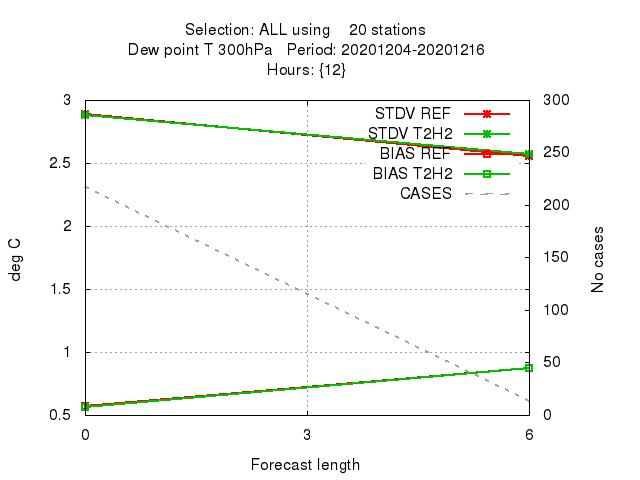 Selection: ALL using    20 stations
Dew point T 300hPa   Period: 20201204-20201216
Hours: {12}
STDV REF
STDV T2H2
BIAS REF
BIAS T2H2
CASES
3
2.5
2
1.5
1
0.5
300
250
200
150
100
50
0
0
3
6
deg C
No cases
Forecast length